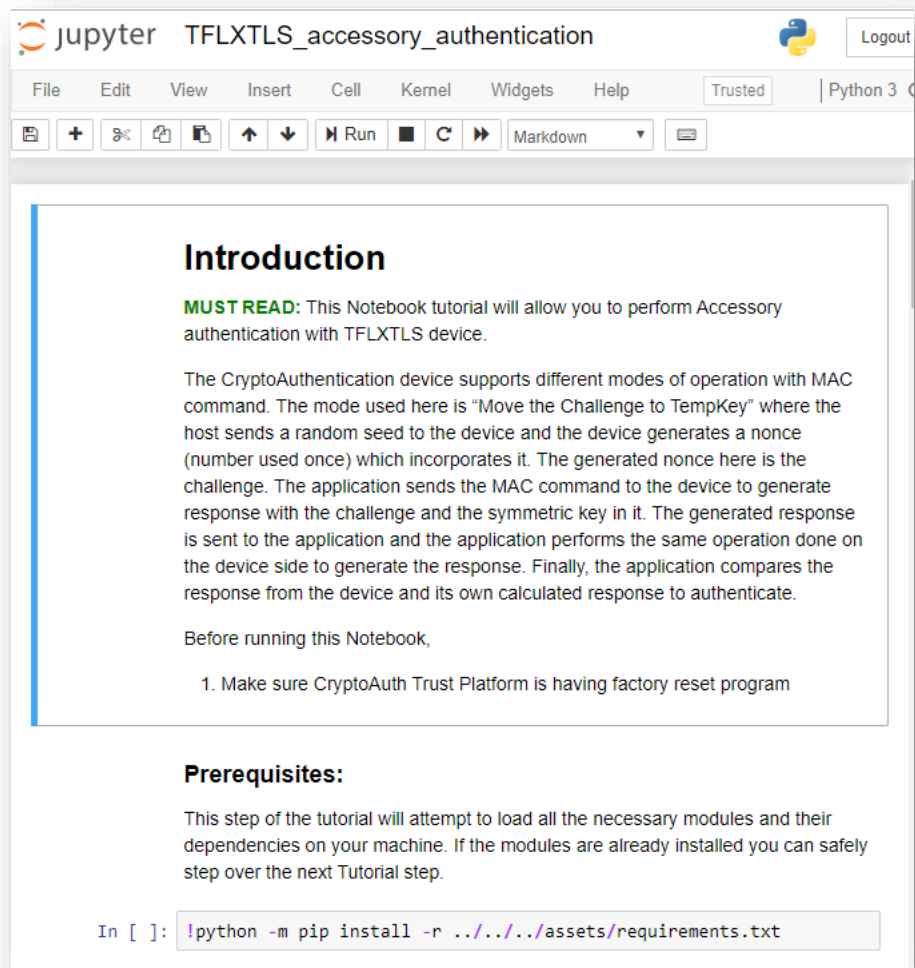 jupyter TFLXTLS_accessory_authentication Logout
File Edit View Insert Cell Kernel Widgets Help Trusted Python 3
Run Markdown
Introduction
MUST READ: This Notebook tutorial will allow you to perform Accessory
authentication with TFLXTLS device.
The CryptoAuthentication device supports different modes of operation with MAC
command. The mode used here is “Move the Challenge to TempKey” where the
host sends a random seed to the device and the device generates a nonce
(number used once) which incorporates it. The generated nonce here is the
challenge. The application sends the MAC command to the device to generate
response with the challenge and the symmetric key in it. The generated response
is sent to the application and the application performs the same operation done on
the device side to generate the response. Finally, the application compares the
response from the device and its own calculated response to authenticate.
Before running this Notebook,
1. Make sure CryptoAuth Trust Platform is having factory reset program
Prerequisites:
This step of the tutorial will attempt to load all the necessary modules and their
dependencies on your machine. If the modules are already installed you can safely
step over the next Tutorial step.
In [ ]: !python -m pip install -r ../../../assets/requirements.txt